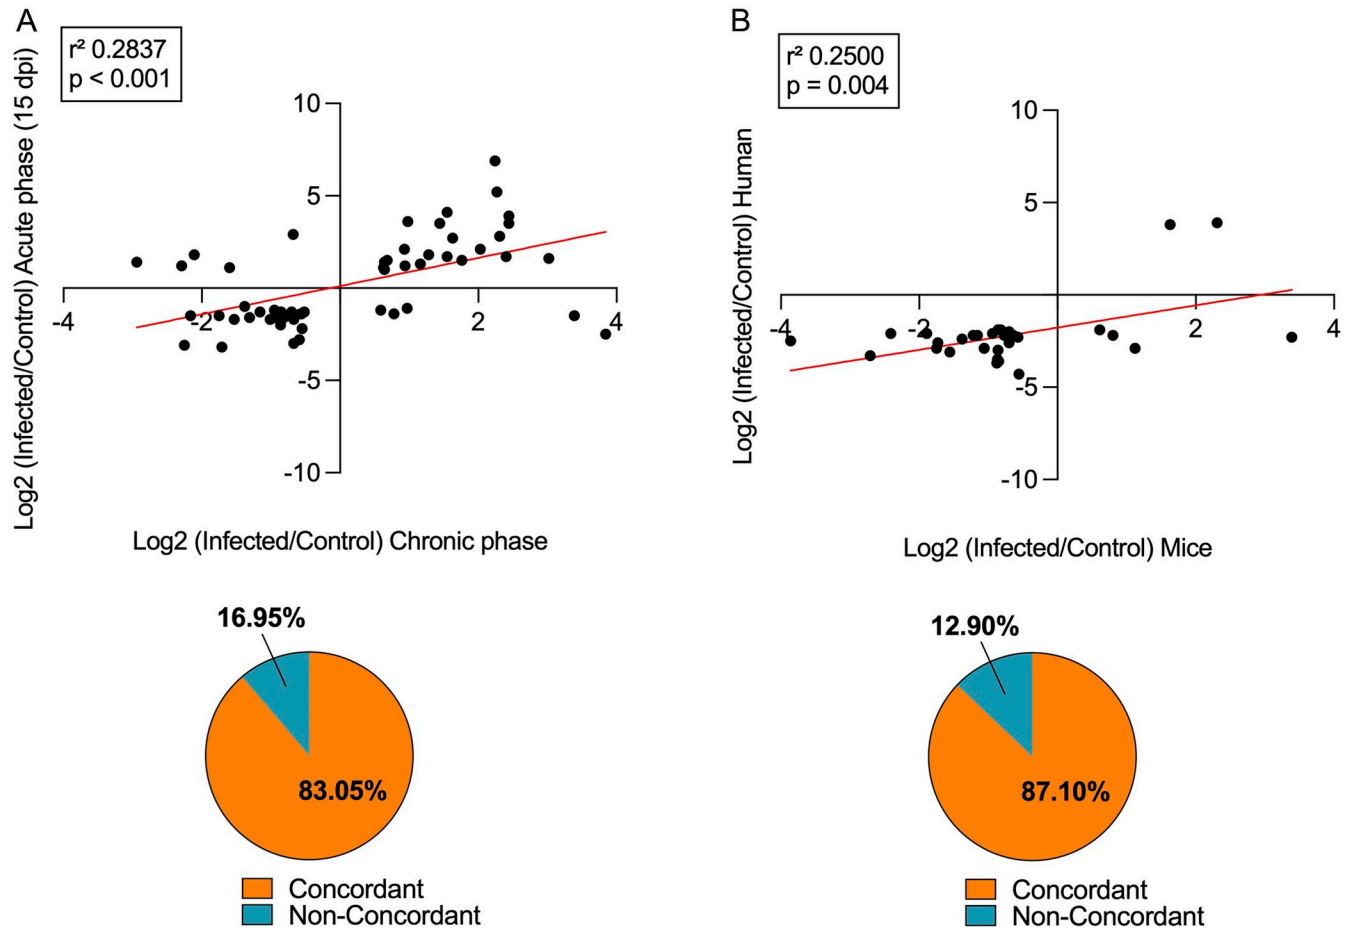 A
r² 0.2837
p < 0.001
Log2 (Infected/Control) Acute phase (15 dpi)
10
5
-4
-2
2
4
-5
-10
Log2 (Infected/Control) Chronic phase
16.95%
83.05%
Concordant
Non-Concordant
B
r² 0.2500
p = 0.004
Log2 (Infected/Control) Human
10
5
-4
-2
2
4
-5
-10
Log2 (Infected/Control) Mice
12.90%
87.10%
Concordant
Non-Concordant